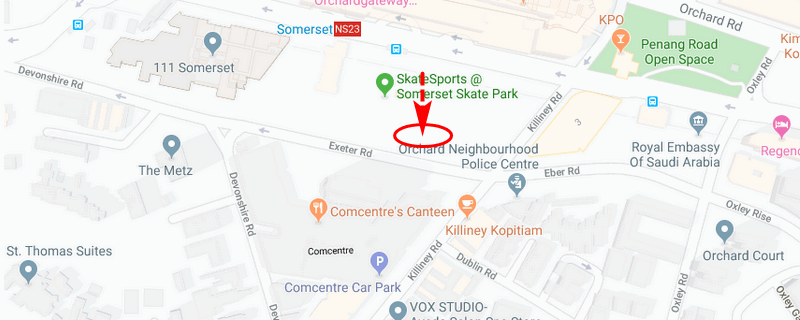 Orchardgateway...
Somerset NS23
Orchard Rd
KPO
Penang Road
Open Space
Kim
Ko
111 Somerset
Devonshire Rd
SkateSports @
Somerset Skate Park
Killiney Rd
Oxley Rd
3
Royal Embassy
Of Saudi Arabia
Regen
Exeter Rd
Orchard Neighbourhood
Police Centre
Eber Rd
The Metz
Devonshire Rd
Comcentre's Canteen
Killiney Kopitiam
Oxley Rise
St. Thomas Suites
Comcentre
Orchard Court
Comcentre Car Park
P
Killiney Rd
Dublin Rd
Oxley Rd
VOX STUDIO-